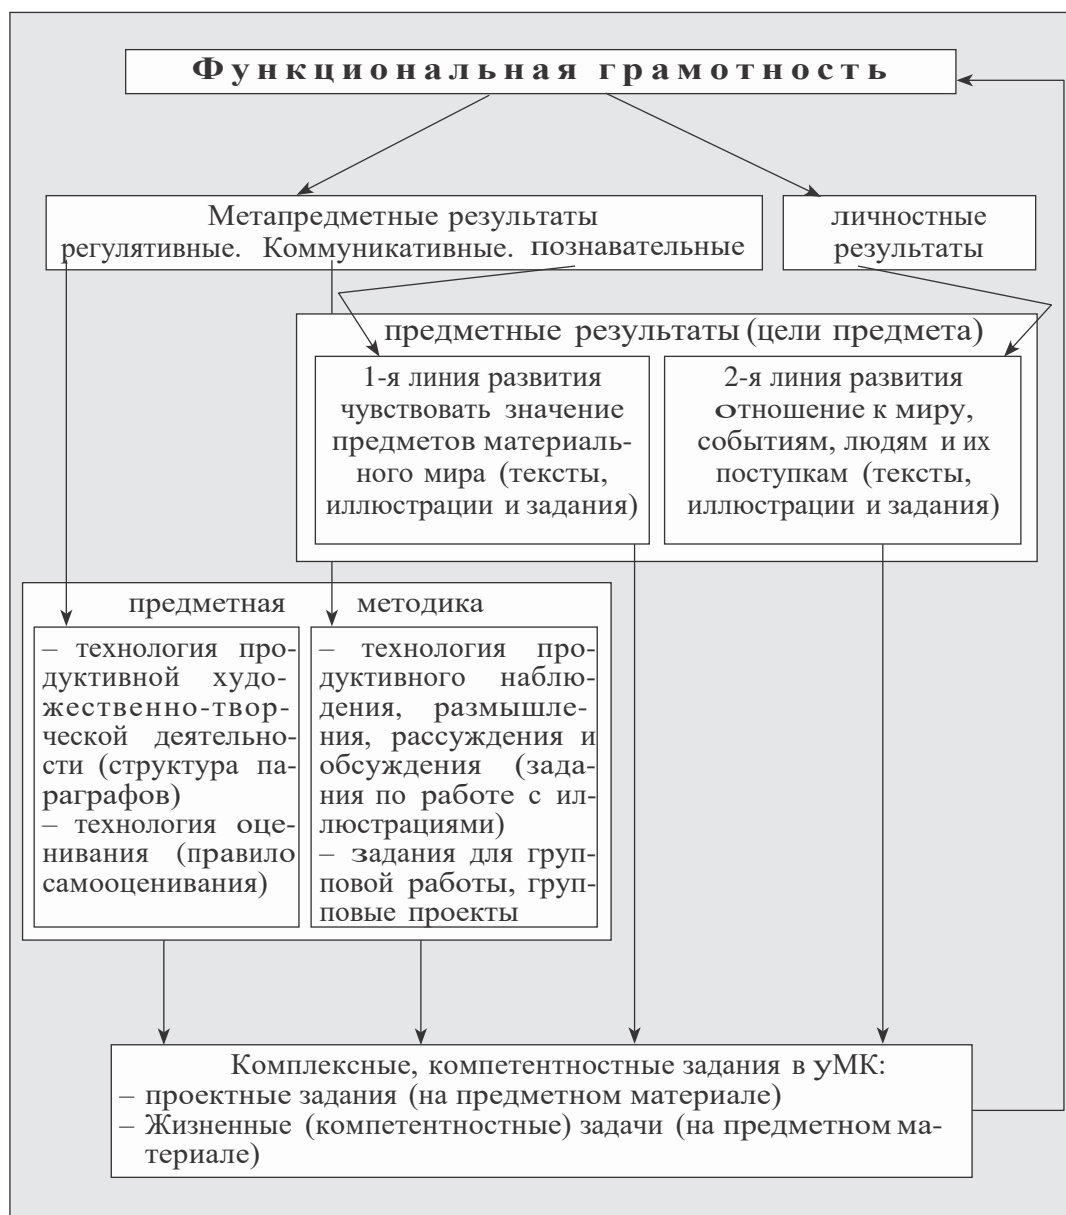 Функциональная грамотность
Метапредметные результаты
регулятивные. Коммуникативные. познавательные
личностные
результаты
предметные результаты (цели предмета)
1-я линия развития
чувствовать значение
предметов материаль-
ного мира (тексты,
иллюстрации и задания)
2-я линия развития
отношение к миру,
событиям, людям и их
поступкам (тексты,
иллюстрации и задания)
предметная методика
– технология про-
дуктивной худо-
жественно-твор-
ческой деятельно-
сти (структура па-
раграфов)
– технология оце-
нивания (правило
самооценивания)
– технология про-
дуктивного наблю-
дения, размышле-
ния, рассуждения и
обсуждения (зада-
ния по работе с ил-
люстрациями)
– задания для груп-
повой работы, груп-
повые проекты
Комплексные, компетентностные задания в уМК:
– проектные задания (на предметном материале)
– Жизненные (компетентностные) задачи (на предметном ма-
териале)